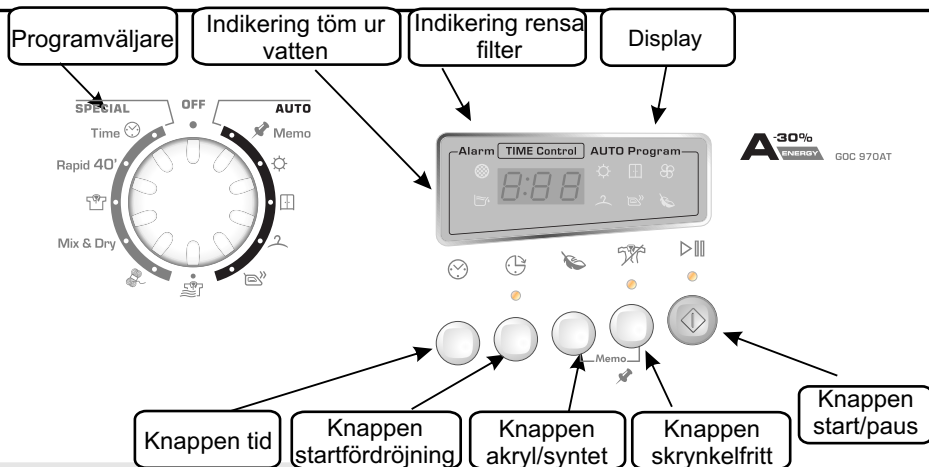 Programväljare
Indikering töm ur
vatten
Indikering rensa
filter
Display
SPECIAL
OFF
AUTO
Time
Memo
Rapid 40'
Mix & Dry
Alarm
TIME Control
AUTO Program
8:88
A -30%
ENERGY
GOC 970AT
Memo
Knappen tid
Knappen
startfördröjning
Knappen
akryl/syntet
Knappen
skrynkelfritt
Knappen
start/paus